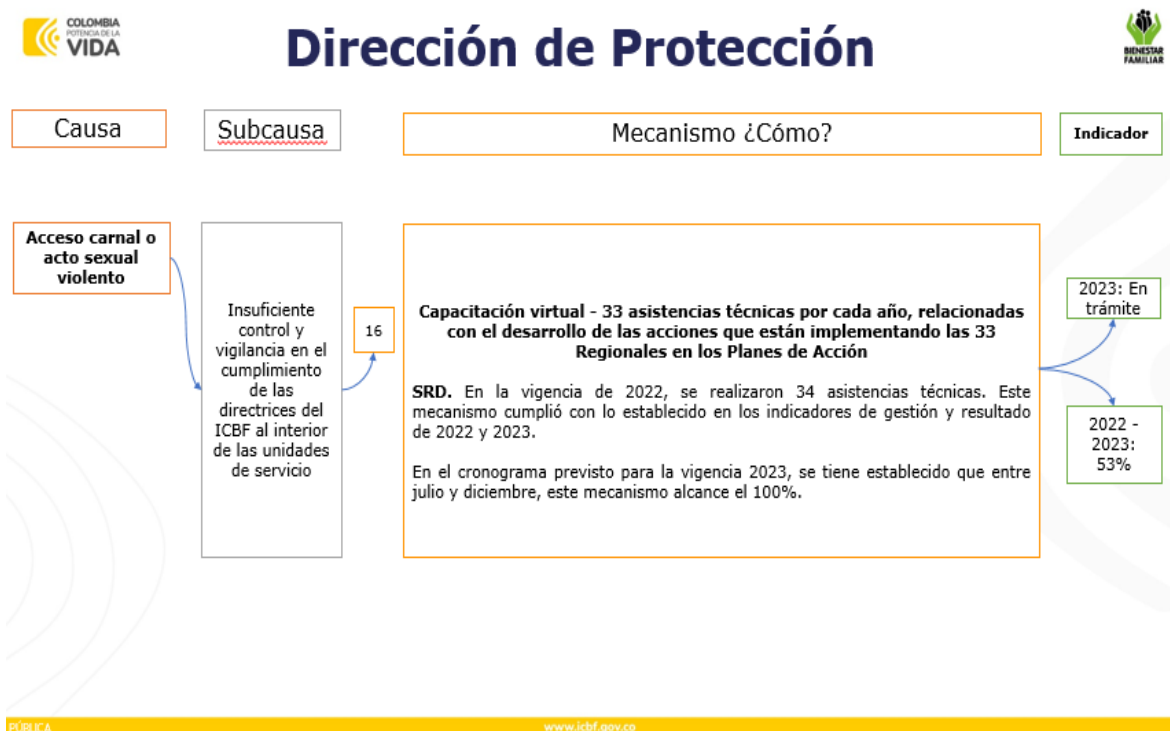 COLOMBIA
POTENCIA DE LA
VIDA
Dirección de Protección
BIENESTAR
FAMILIAR
Causa
Subcausa
Mecanismo ¿Cómo?
Indicador
Acceso carnal o
acto sexual
violento
Insuficiente
control y
vigilancia en el
cumplimiento
de las
directrices del
ICBF al interior
de las unidades
de servicio
16
Capacitación virtual - 33 asistencias técnicas por cada año, relacionadas
con el desarrollo de las acciones que están implementando las 33
Regionales en los Planes de Acción
SRD. En la vigencia de 2022, se realizaron 34 asistencias técnicas. Este
mecanismo cumplió con lo establecido en los indicadores de gestión y resultado
de 2022 y 2023.
En el cronograma previsto para la vigencia 2023, se tiene establecido que entre
julio y diciembre, este mecanismo alcance el 100%.
2023: En
trámite
2022 -
2023:
53%
PÚBLICA
www.icbf.gov.co